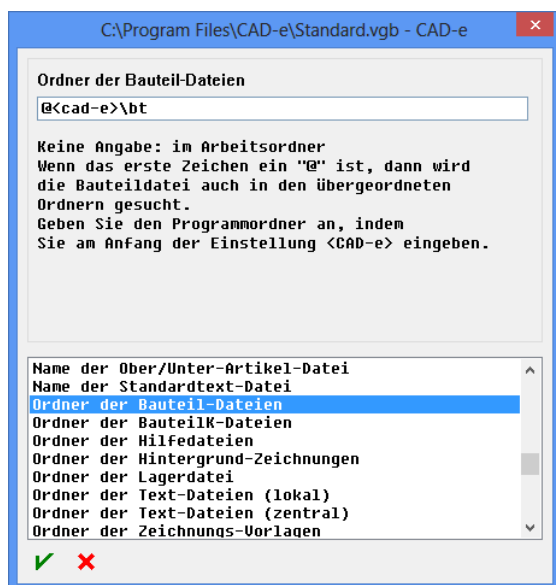 C:\Program Files\CAD-e\Standard.vgb - CAD-e
Ordner der Bauteil-Dateien
@<cad-e>\bt
Keine Angabe: im Arbeitsordner
Wenn das erste Zeichen ein "@" ist, dann wird
die Bauteildatei auch in den übergeordneten
Ordnern gesucht.
Geben Sie den Programmordner an, indem
Sie am Anfang der Einstellung <CAD-e> eingeben.
Name der Ober/Unter-Artikel-Datei
Name der Standardtext-Datei
Ordner der Bauteil-Dateien
Ordner der BauteilK-Dateien
Ordner der Hilfedateien
Ordner der Hintergrund-Zeichnungen
Ordner der Lagerdatei
Ordner der Text-Dateien (lokal)
Ordner der Text-Dateien (zentral)
Ordner der Zeichnungs-Vorlagen